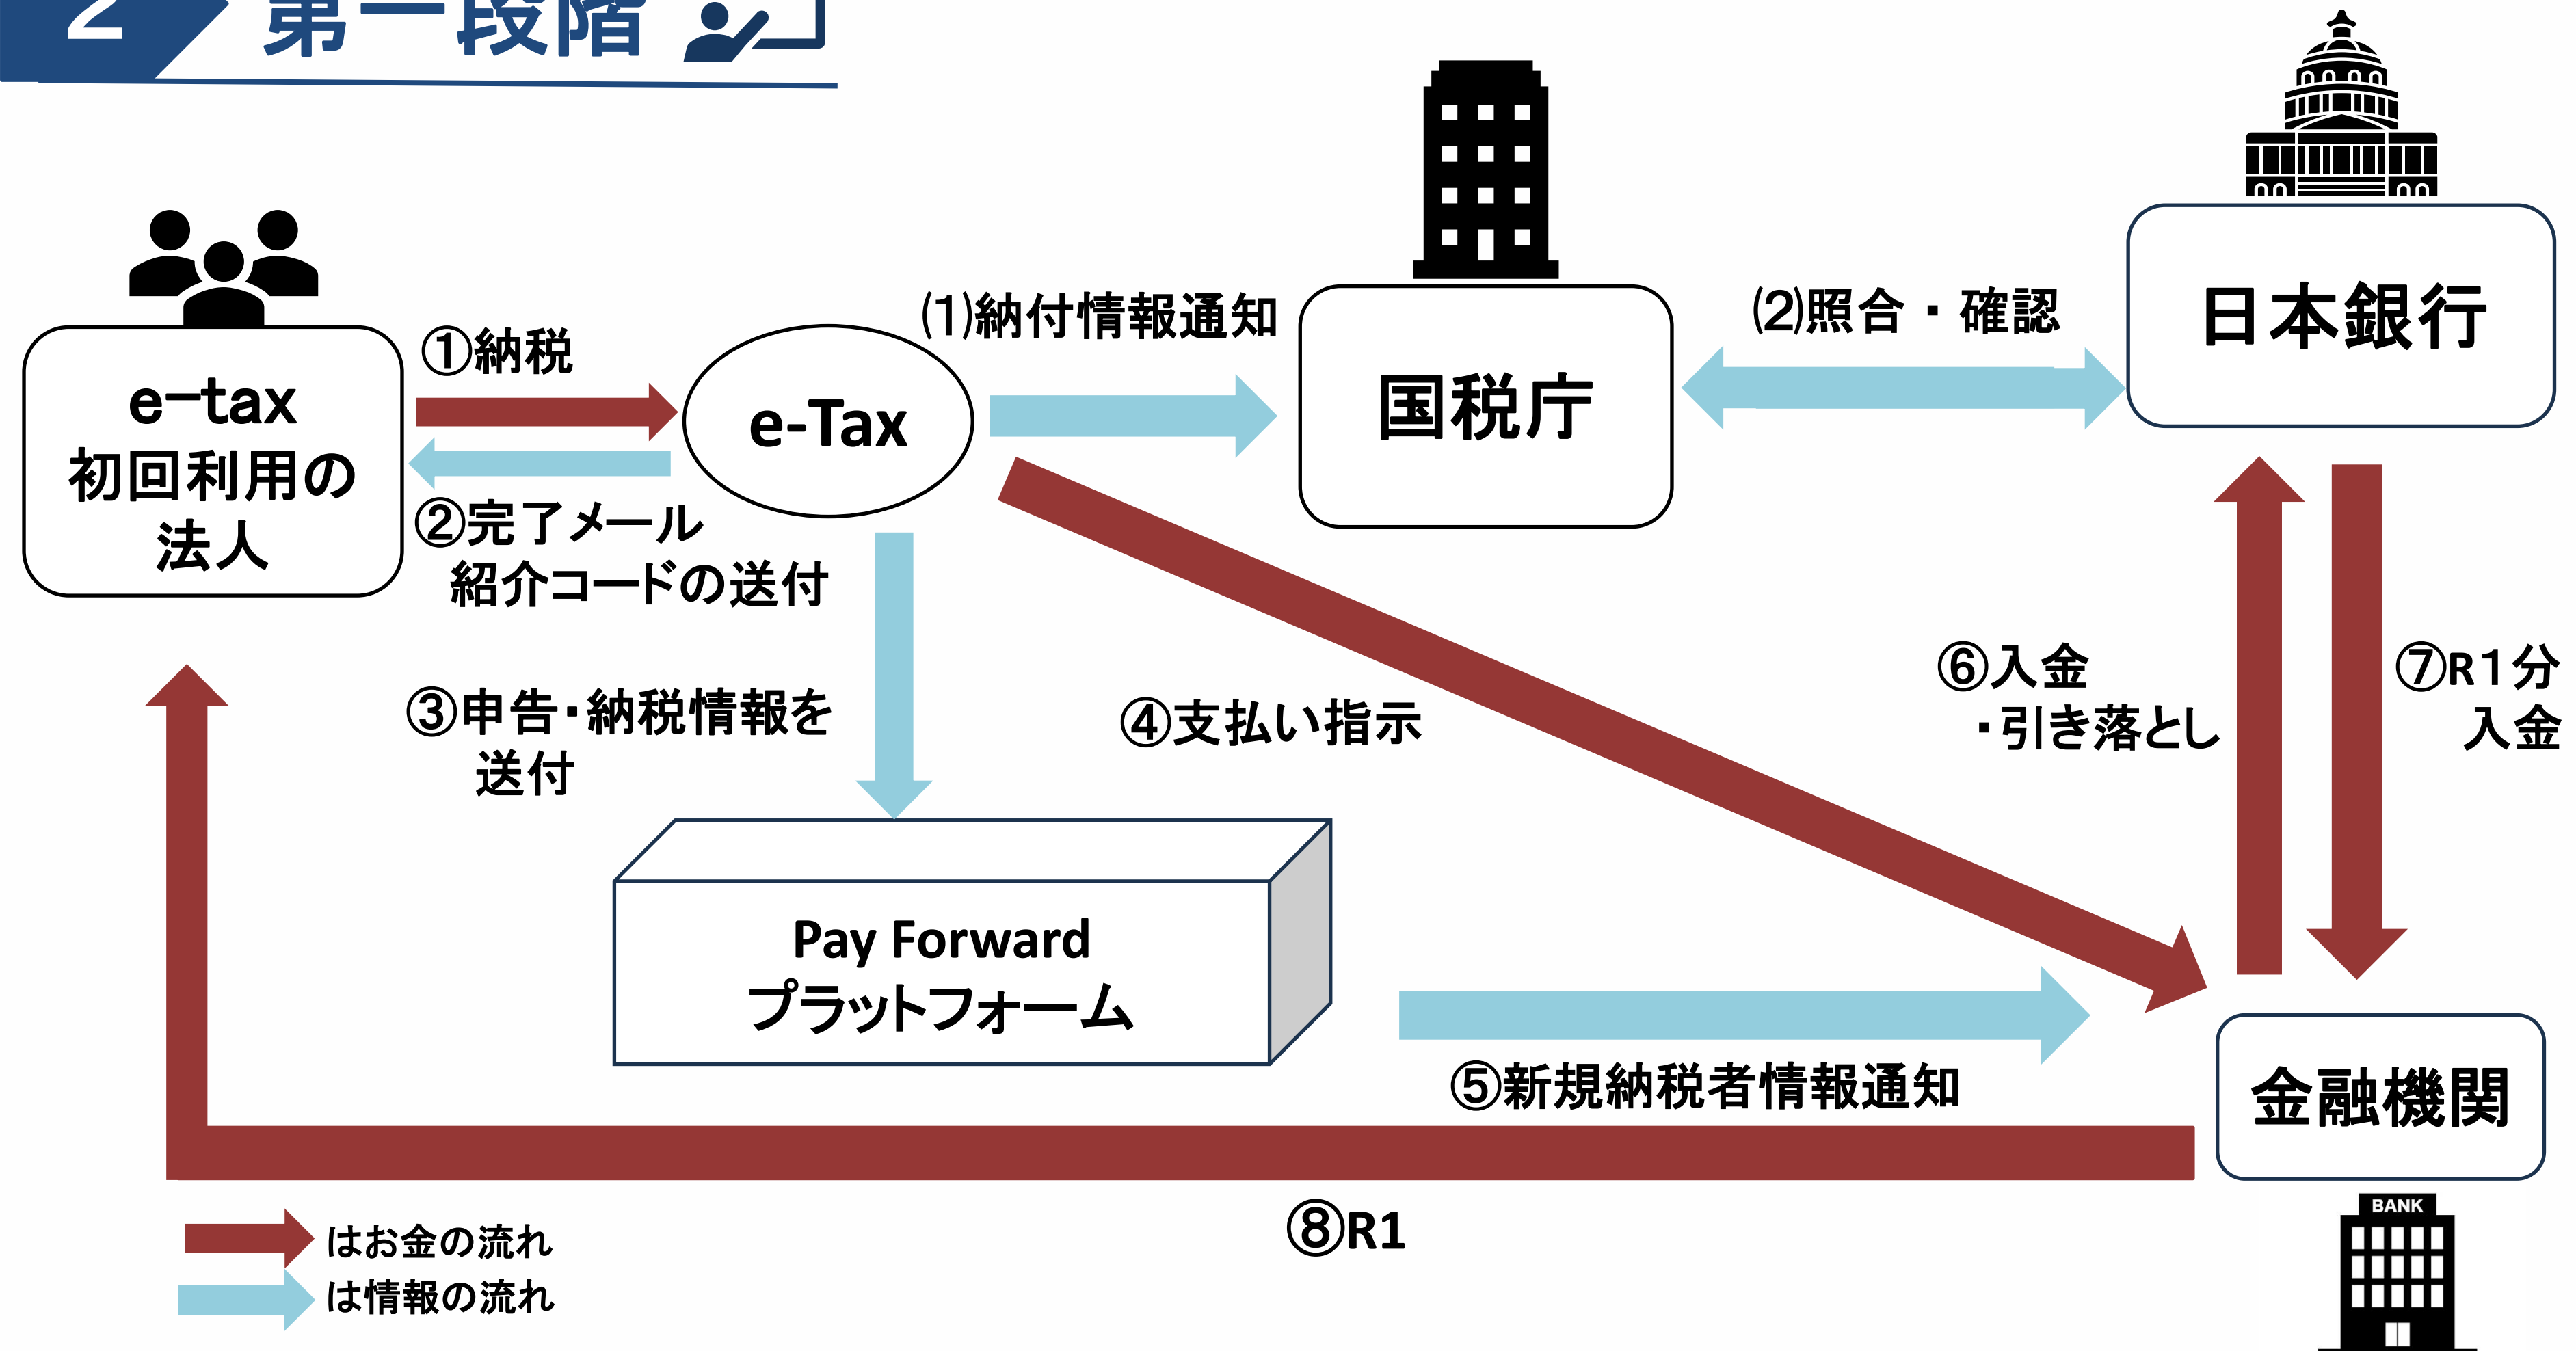 2 第一段階
e-tax
初回利用の
法人
①納税
②完了メール
紹介コードの送付
e-Tax
⑴納付情報通知
国税庁
⑵照合・確認
日本銀行
③申告・納税情報を
送付
④支払い指示
⑥入金
・引き落とし
⑦R1分
入金
Pay Forward
プラットフォーム
⑤新規納税者情報通知
金融機関
BANK
⑧R1
はお金の流れ
は情報の流れ